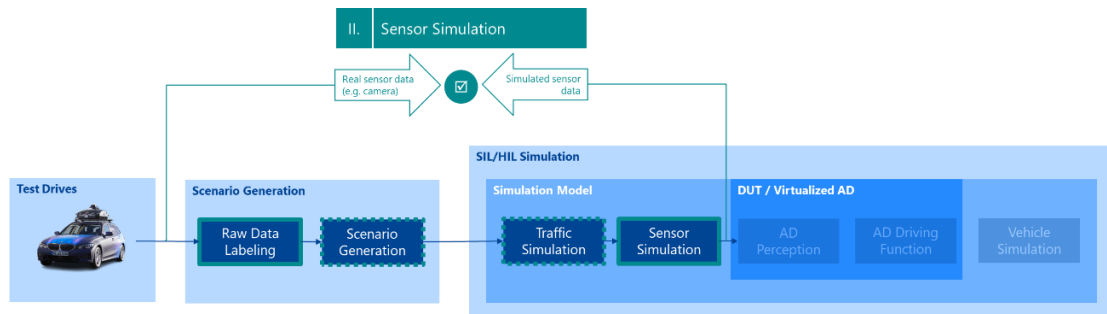 II. Sensor Simulation
Real sensor data
(e.g. camera)
Simulated sensor
data
SIL/HIL Simulation
Test Drives
Scenario Generation
Simulation Model
DUT / Virtualized AD
Raw Data
Labeling
Scenario
Generation
Traffic
Simulation
Sensor
Simulation
AD
Perception
AD Driving
Function
Vehicle
Simulation